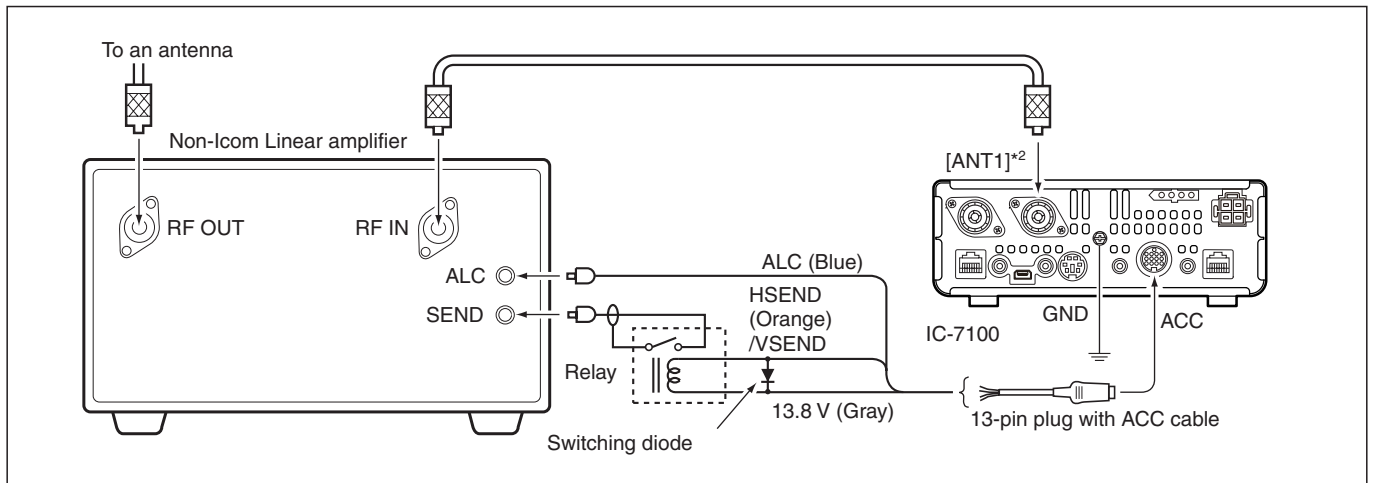 To an antenna
Non-Icom Linear amplifier
[ANT1]*2
RF OUT
RF IN
ALC
ALC (Blue)
SEND
HSEND
(Orange)
/VSEND
GND
ACC
IC-7100
Relay
13.8 V (Gray)
13-pin plug with ACC cable
Switching diode